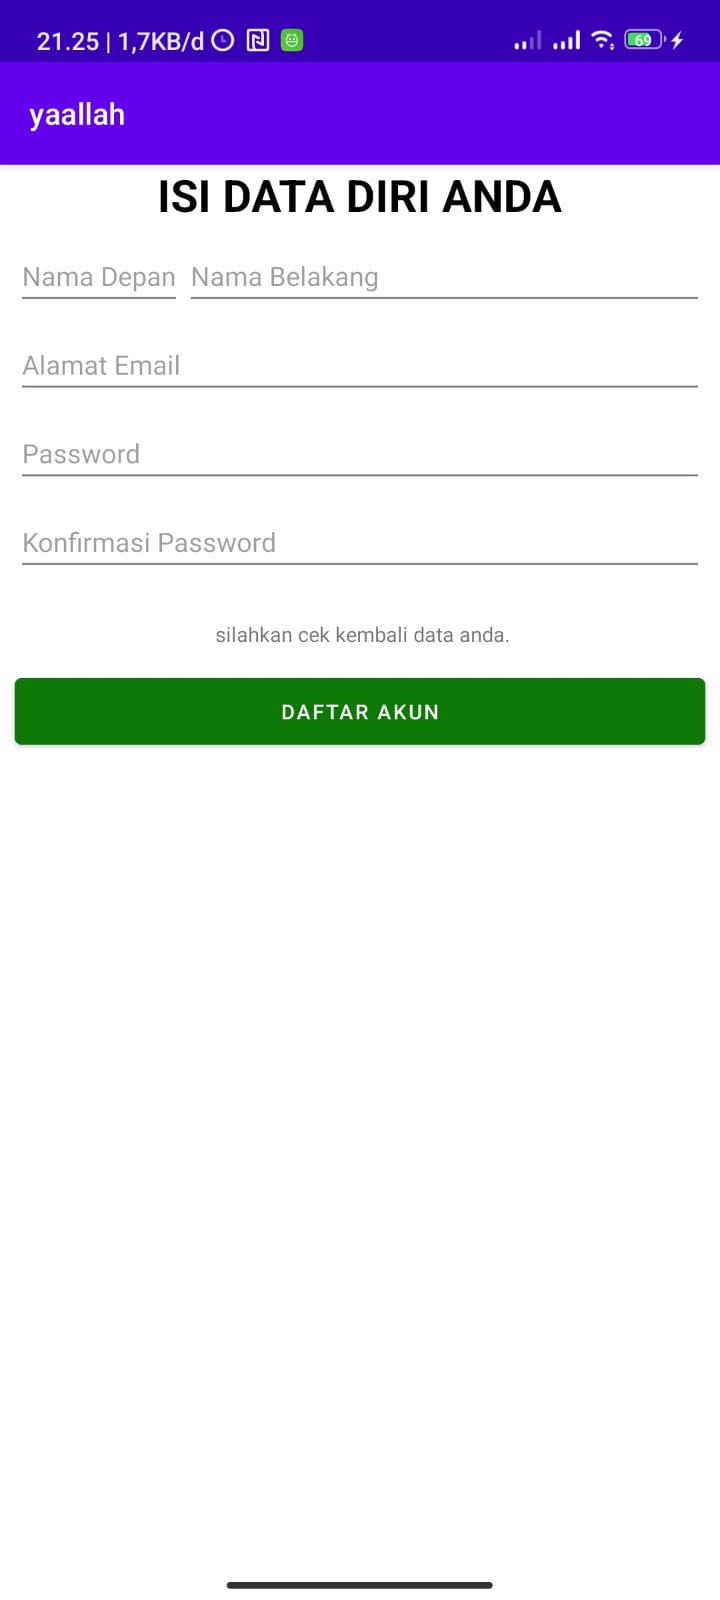 21.25 | 1,7KB/d
69
yaallah
ISI DATA DIRI ANDA
Nama Depan Nama Belakang
Alamat Email
Password
Konfirmasi Password
silahkan cek kembali data anda.
DAFTAR AKUN